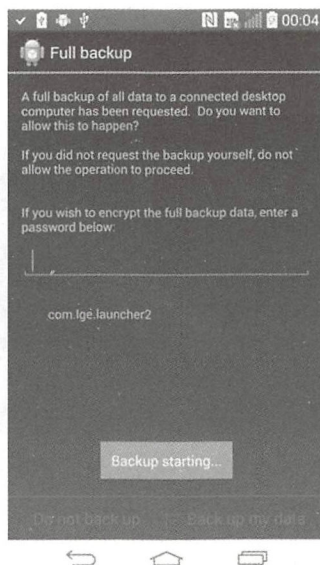 00:04
Full backup
A full backup of all data to a connected desktop
computer has been requested. Do you want to
allow this to happen?
If you did not request the backup yourself, do not
allow the operation to proceed.
If you wish to encrypt the full backup data, enter a
password below:
com.lge.launcher2
Backup starting...
Do not back up
Back up my data